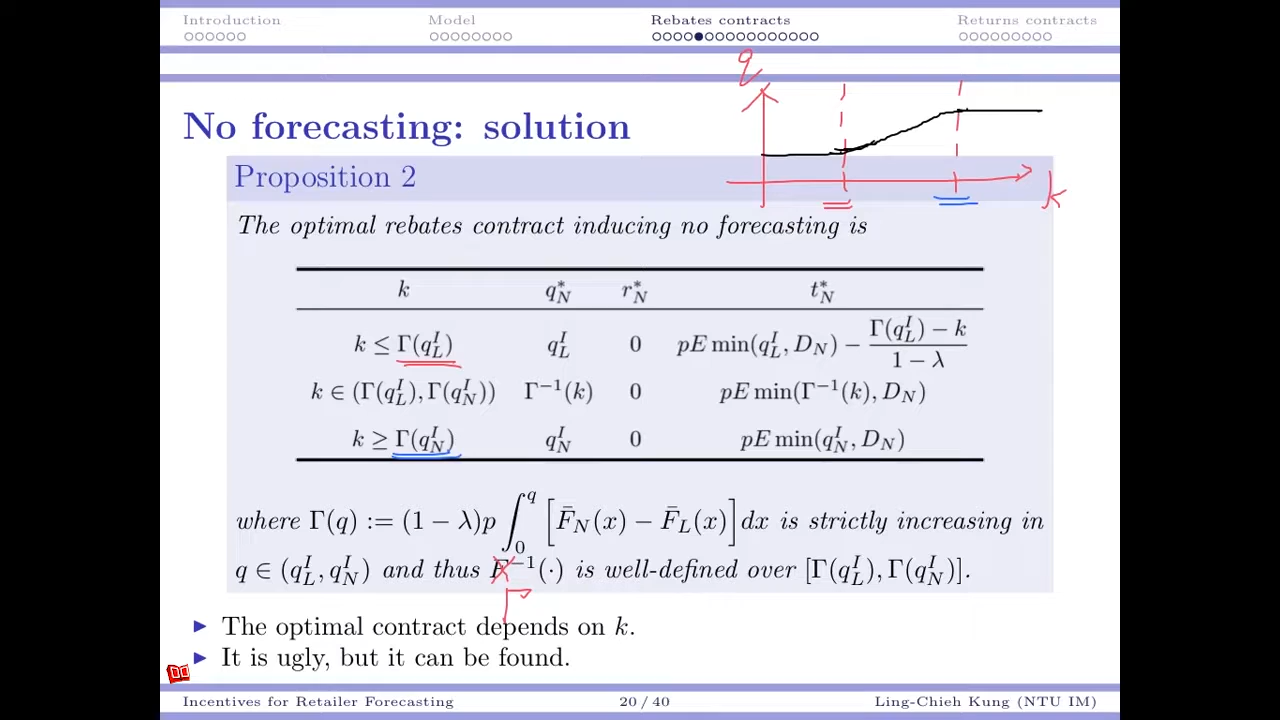 Introduction Model Rebates contracts Returns contracts
q
No forecasting: solution
Proposition 2
k
The optimal rebates contract inducing no forecasting is
k q*_N r*_N t*_N
k ≤ Γ(q^I_L) q^I_L 0 pE min(q^I_L, D_N) − (Γ(q^I_L) − k)/(1 − λ)
k ∈ (Γ(q^I_L), Γ(q^I_N)) Γ^−1(k) 0 pE min(Γ^−1(k), D_N)
k ≥ Γ(q^I_N) q^I_N 0 pE min(q^I_N, D_N)
where Γ(q) := (1 − λ)p ∫_0^q [F̄_N(x) − F̄_L(x)]dx is strictly increasing in
q ∈ (q^I_L, q^I_N) and thus F^−1(·) is well-defined over [Γ(q^I_L), Γ(q^I_N)].
Γ
▶ The optimal contract depends on k.
▶ It is ugly, but it can be found.
Incentives for Retailer Forecasting 20 / 40 Ling-Chieh Kung (NTU IM)